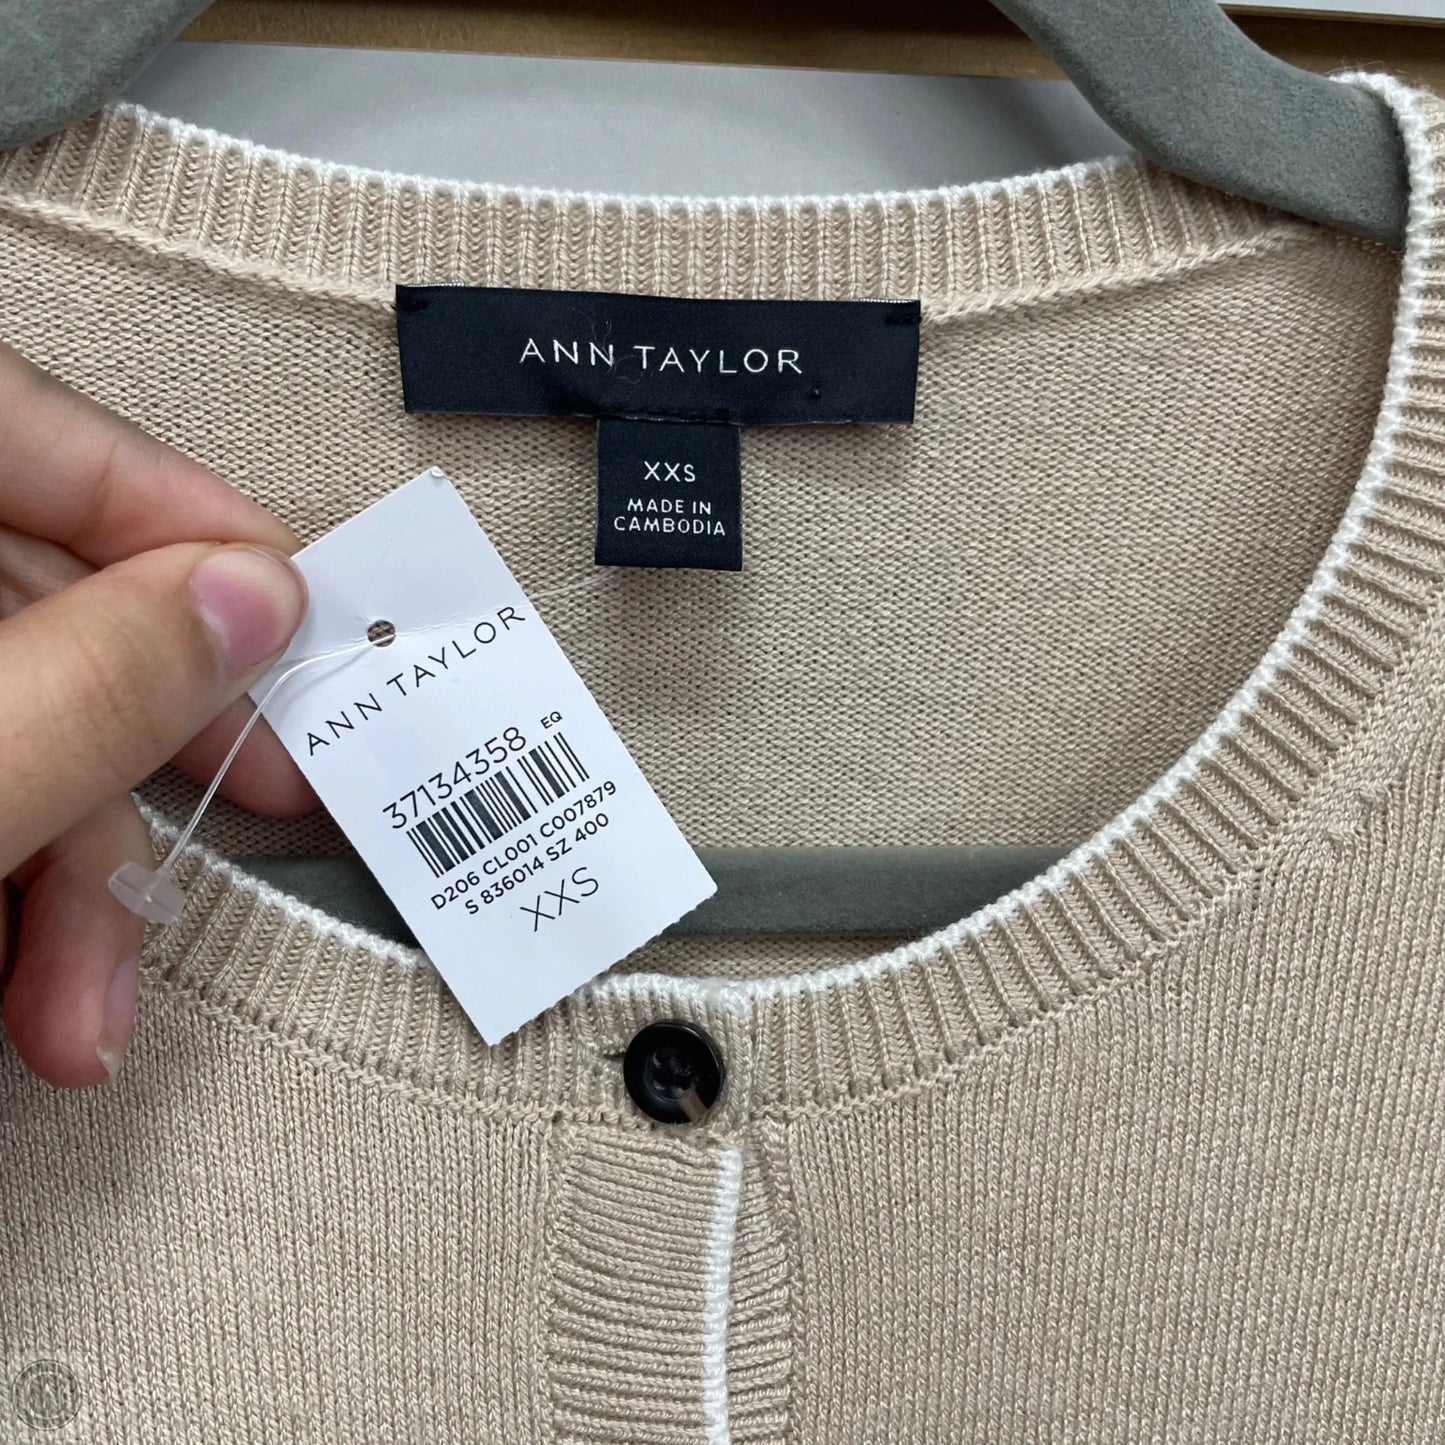 ANN TAYLOR
XXS
MADE IN
CAMBODIA
ANN TAYLOR
37134358 EQ
D206 CL001 C007879
S 836014 SZ 400
XXS